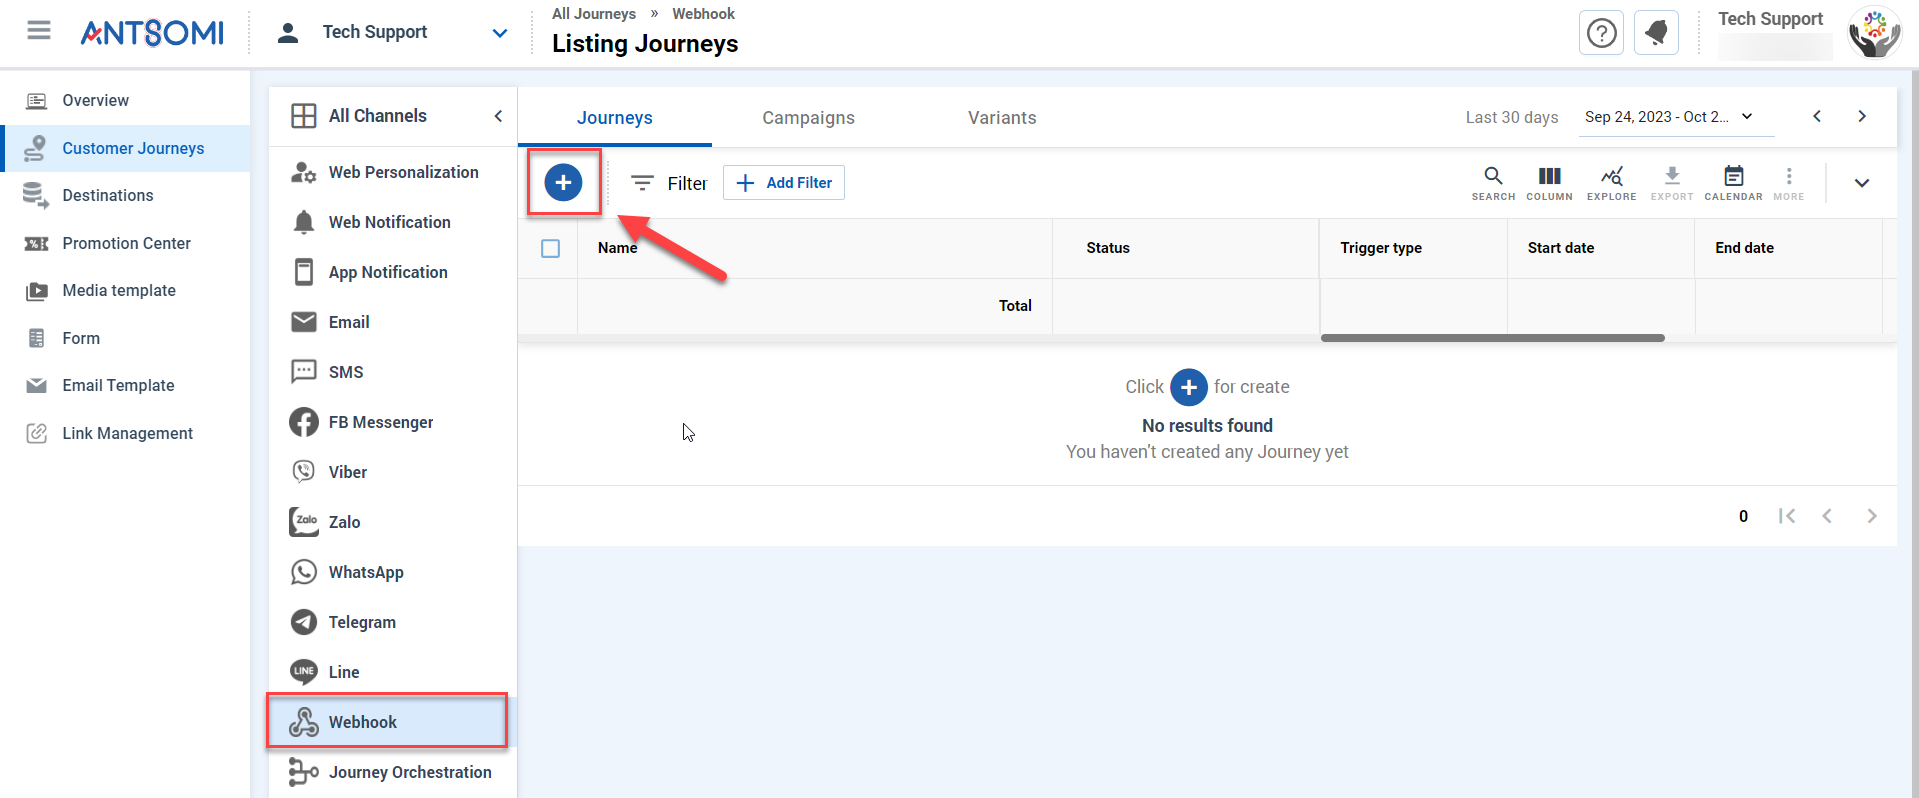 ANTSOMI
Tech Support
All Journeys » Webhook
Listing Journeys
Tech Support
Overview
Customer Journeys
Destinations
Promotion Center
Media template
Form
Email Template
Link Management
All Channels
Web Personalization
Web Notification
App Notification
Email
SMS
FB Messenger
Viber
Zalo
Zalo
WhatsApp
Telegram
LINE
Line
Webhook
Journey Orchestration
Journeys
Campaigns
Variants
Last 30 days
Sep 24, 2023 - Oct 2...
Filter
Add Filter
SEARCH
COLUMN
EXPLORE
EXPORT
CALENDAR
MORE
Name
Status
Trigger type
Start date
End date
Total
Click + for create
No results found
You haven't created any Journey yet
0